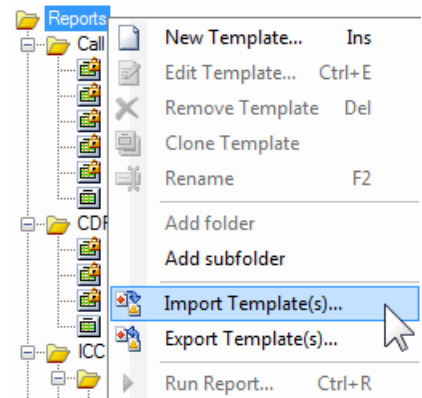 Reports
Call
New Template... Ins
Edit Template... Ctrl+E
Remove Template Del
Clone Template
Rename F2
CDR
Add folder
Add subfolder
Import Template(s)...
Export Template(s)...
ICC
Run Report... Ctrl+R